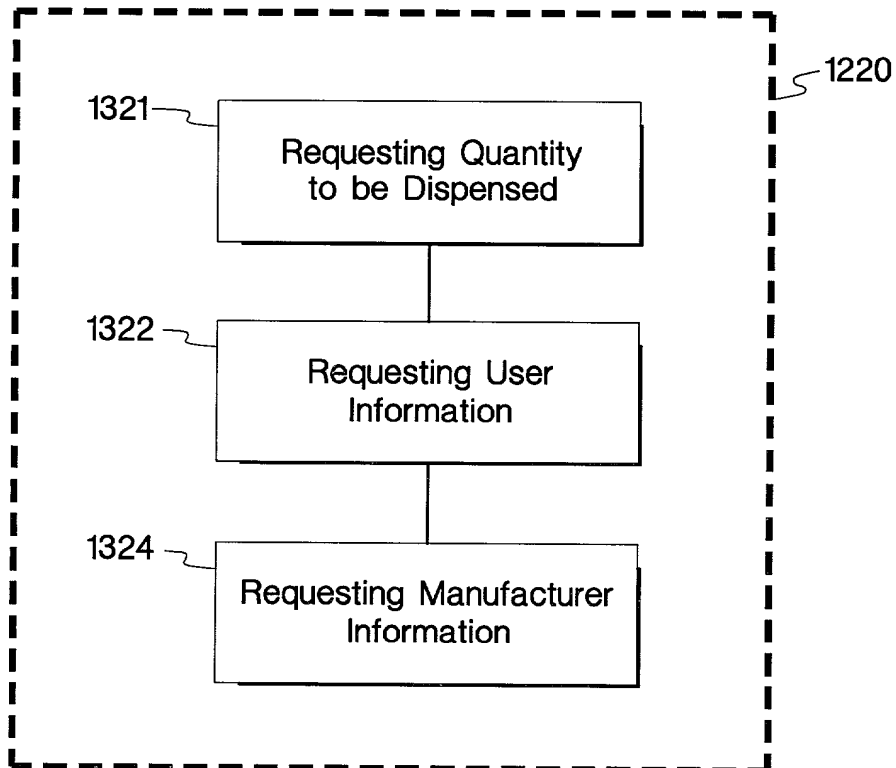 1220
1321
Requesting Quantity
to be Dispensed
1322
Requesting User
Information
1324
Requesting Manufacturer
Information